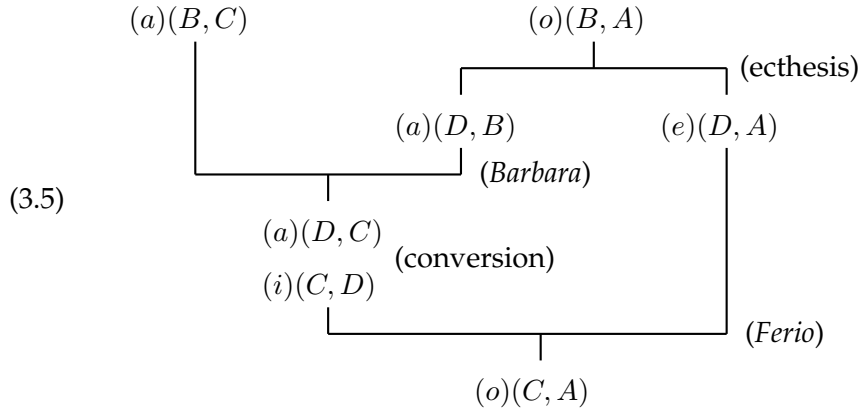 (a)(B, C) (o)(B, A)
(ecthesis)
(a)(D, B) (e)(D, A)
(Barbara)
(3.5)
(a)(D, C)
(conversion)
(i)(C, D)
(Ferio)
(o)(C, A)